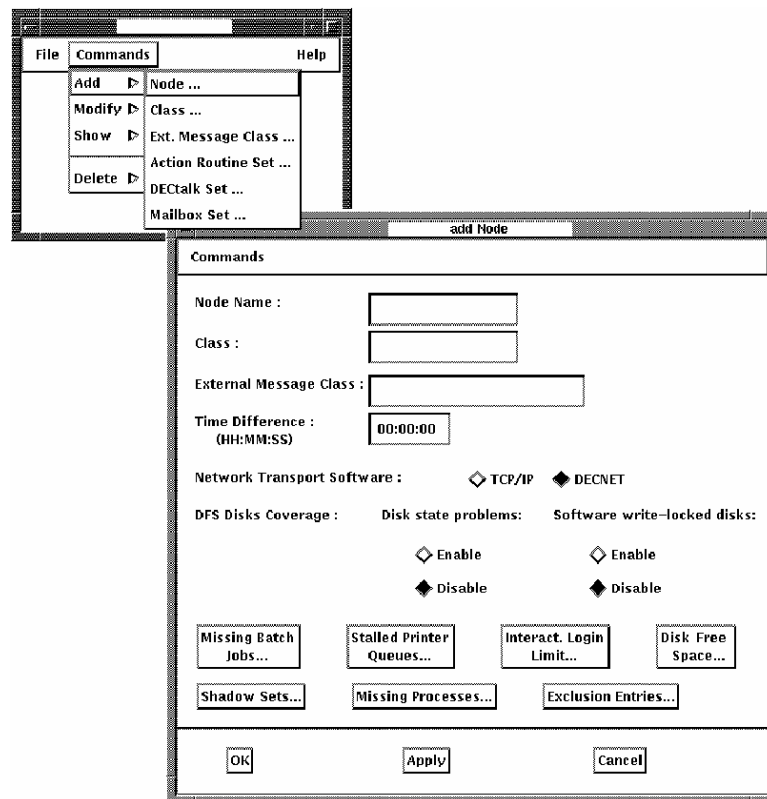 File Commands Help
Add Node ...
Modify Class ...
Show Ext. Message Class ...
Action Routine Set ...
Delete DECtalk Set ...
Mailbox Set ...
add Node
Commands
Node Name :
Class :
External Message Class :
Time Difference : 00:00:00
(HH:MM:SS)
Network Transport Software : TCP/IP DECNET
DFS Disks Coverage : Disk state problems: Software write-locked disks:
Enable Enable
Disable Disable
Missing Batch Stalled Printer Interact. Login Disk Free
Jobs... Queues... Limit... Space...
Shadow Sets... Missing Processes... Exclusion Entries...
OK Apply Cancel